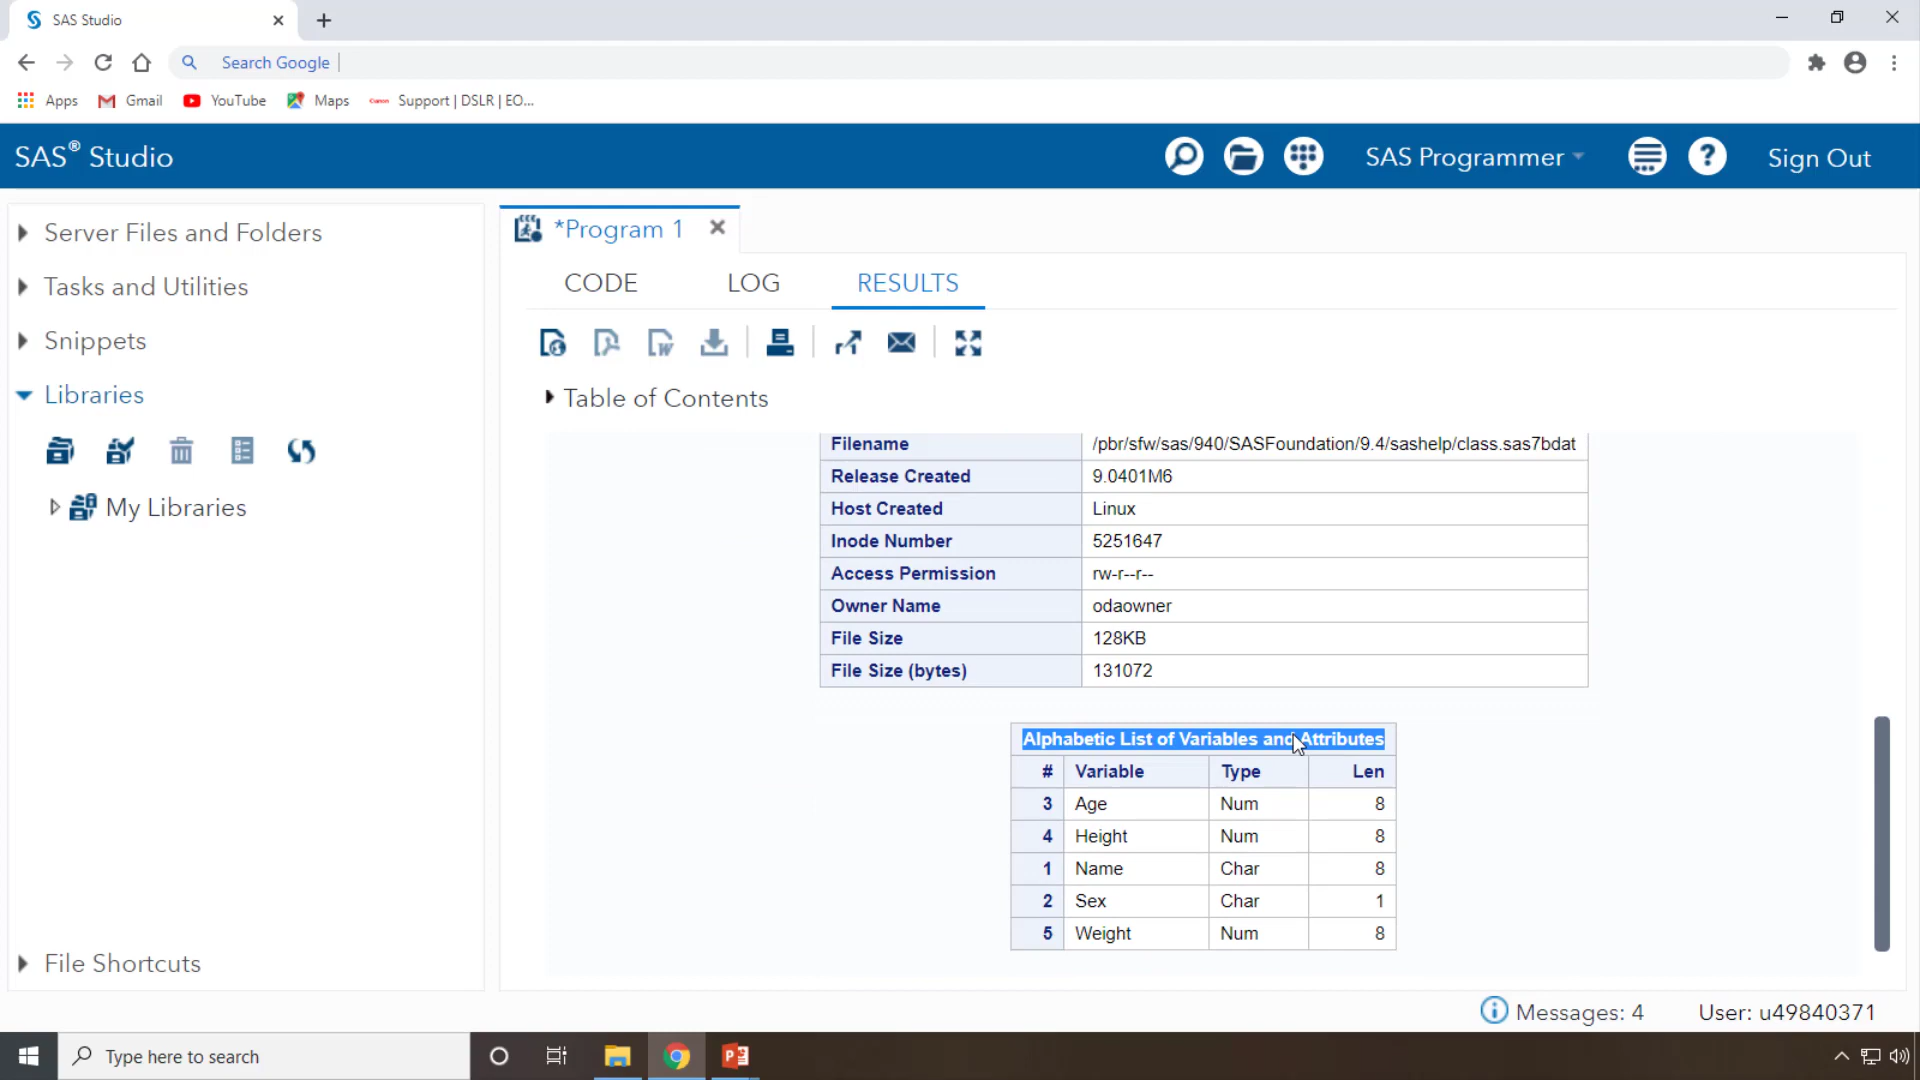 SAS Studio
Search Google
Apps Gmail YouTube Maps Canon Support | DSLR | EO...
SAS® Studio
SAS Programmer
? Sign Out
Server Files and Folders
Tasks and Utilities
Snippets
Libraries
My Libraries
File Shortcuts
*Program 1
CODE LOG RESULTS
Table of Contents
Filename /pbr/sfw/sas/940/SASFoundation/9.4/sashelp/class.sas7bdat
Release Created 9.0401M6
Host Created Linux
Inode Number 5251647
Access Permission rw-r--r--
Owner Name odaowner
File Size 128KB
File Size (bytes) 131072
Alphabetic List of Variables and Attributes
# Variable Type Len
3 Age Num 8
4 Height Num 8
1 Name Char 8
2 Sex Char 1
5 Weight Num 8
Messages: 4 User: u49840371
Type here to search